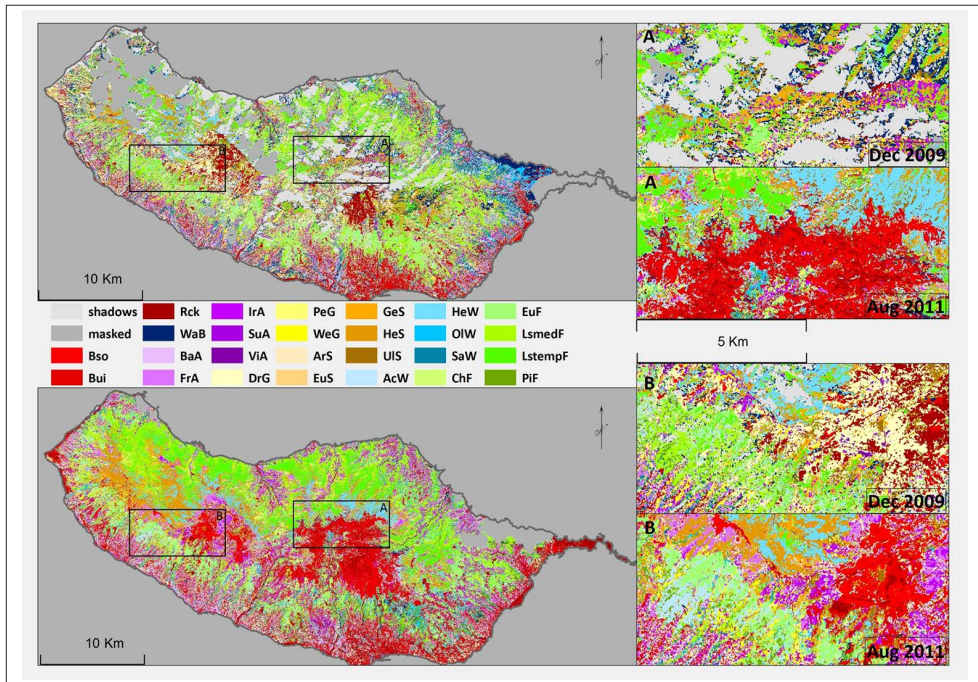 A
A
Dec 2009
A
10 Km
Aug 2011
shadows Rck IrA PeG GeS HeW EuF
masked WaB SuA WeG HeS OlW LsmedF
Bso BaA ViA ArS UlS SaW LstempF
Bui FrA DrG EuS AcW ChF PiF
5 Km
B
Dec 2009
A
B
B
10 Km
Aug 2011